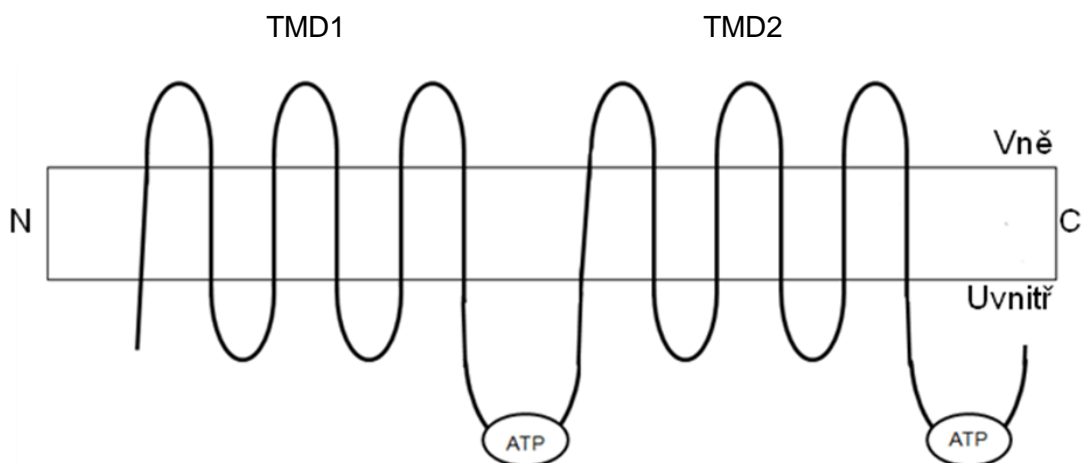 TMD1 TMD2
Vně
N C
Uvnitř
ATP ATP